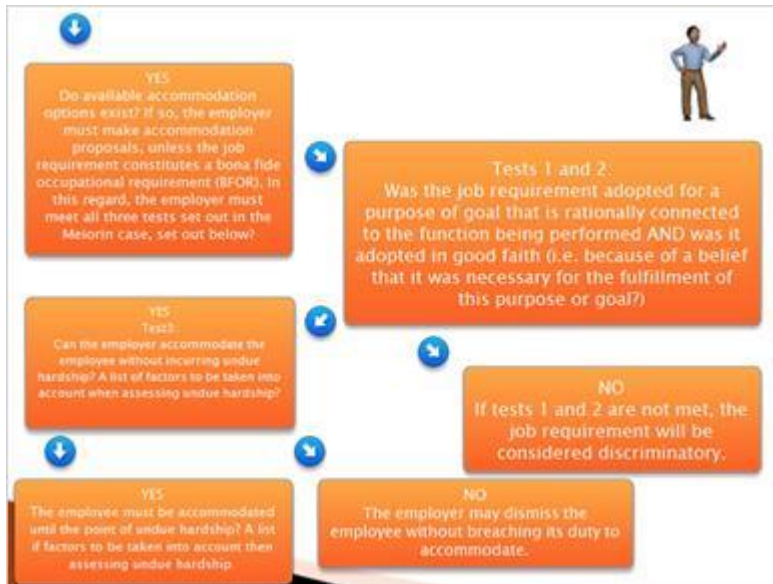 YES
Do available accommodation
options exist? If so, the employer
must make accommodation
proposals, unless the job
requirement constitutes a bona fide
occupational requirement (BFOR). In
this regard, the employer must
meet all three tests set out in the
Meiorin case, set out below?
Tests 1 and 2.
Was the job requirement adopted for a
purpose of goal that is rationally connected
to the function being performed AND was it
adopted in good faith (i.e. because of a belief
that it was necessary for the fulfillment of
this purpose or goal?)
YES
Test3:
Can the employer accommodate the
employee without incurring undue
hardship? A list of factors to be taken into
account when assessing undue hardship?
NO
If tests 1 and 2 are not met, the
job requirement will be
considered discriminatory.
YES
The employee must be accommodated
until the point of undue hardship? A list
if factors to be taken into account then
assessing undue hardship
NO
The employer may dismiss the
employee without breaching its duty to
accommodate.